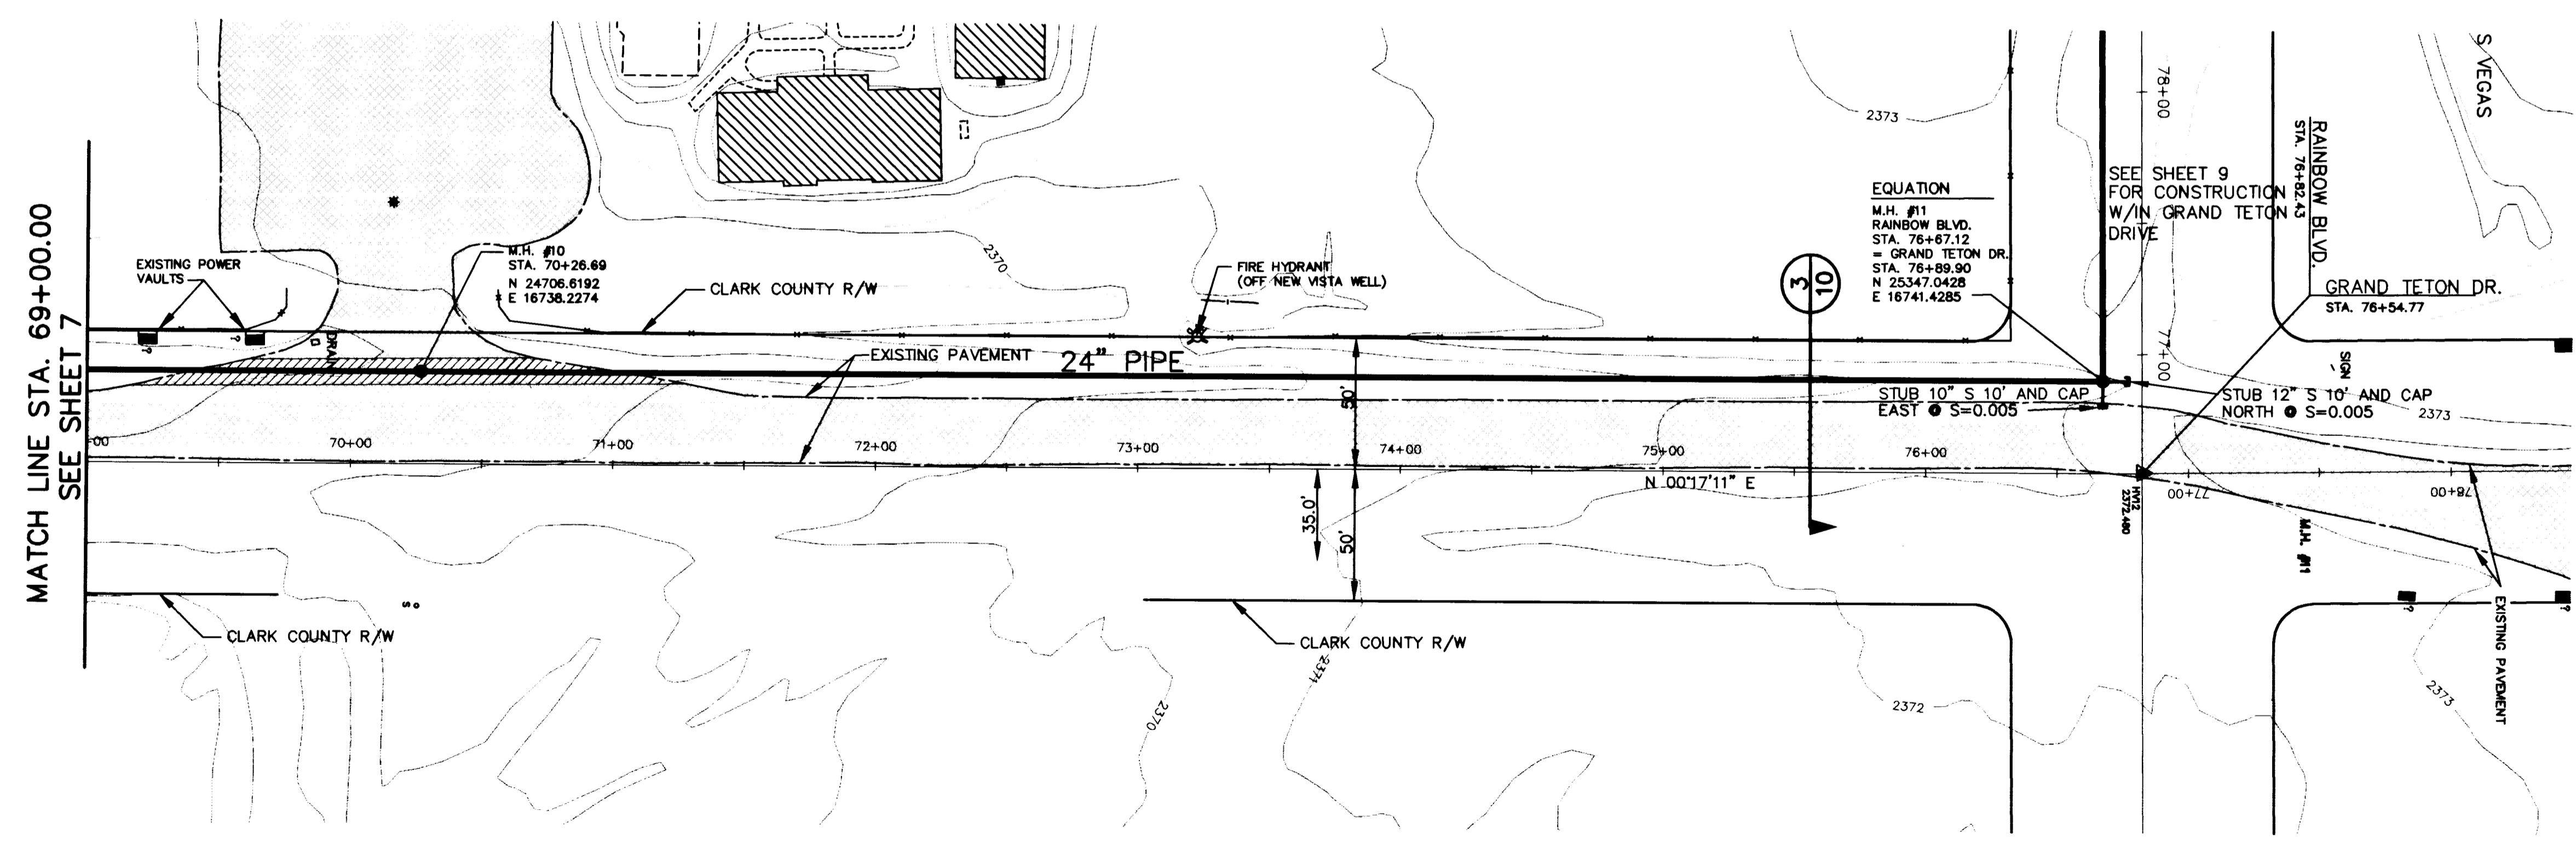 MATCH LINE STA. 69+00.00
SEE SHEET 7
EXISTING POWER
VAULTS
?
?
DRAIN
M.H. #10
STA. 70+26.69
N 24706.6192
E 16738.2274
CLARK COUNTY R/W
2370
FIRE HYDRANT
(OFF NEW VISTA WELL)
EXISTING PAVEMENT
24" PIPE
3
10
2373
EQUATION
M.H. #11
RAINBOW BLVD.
STA. 76+67.12
= GRAND TETON DR.
STA. 76+89.90
N 25347.0428
E 16741.4285
78+00
77+00
SEE SHEET 9
FOR CONSTRUCTION
W/IN GRAND TETON
DRIVE
RAINBOW BLVD.
STA. 76+82.43
S VEGAS
GRAND TETON DR.
STA. 76+54.77
SIGN
STUB 10" S 10' AND CAP
EAST @ S=0.005
STUB 12" S 10' AND CAP
NORTH @ S=0.005
2373
00
70+00
71+00
72+00
73+00
74+00
75+00
76+00
77+00
78+00
N 00°17'11" E
50'
35.0'
50'
HV12
2372.480
M.H. #11
EXISTING PAVEMENT
?
?
S
CLARK COUNTY R/W
CLARK COUNTY R/W
2371
2370
2372
2373